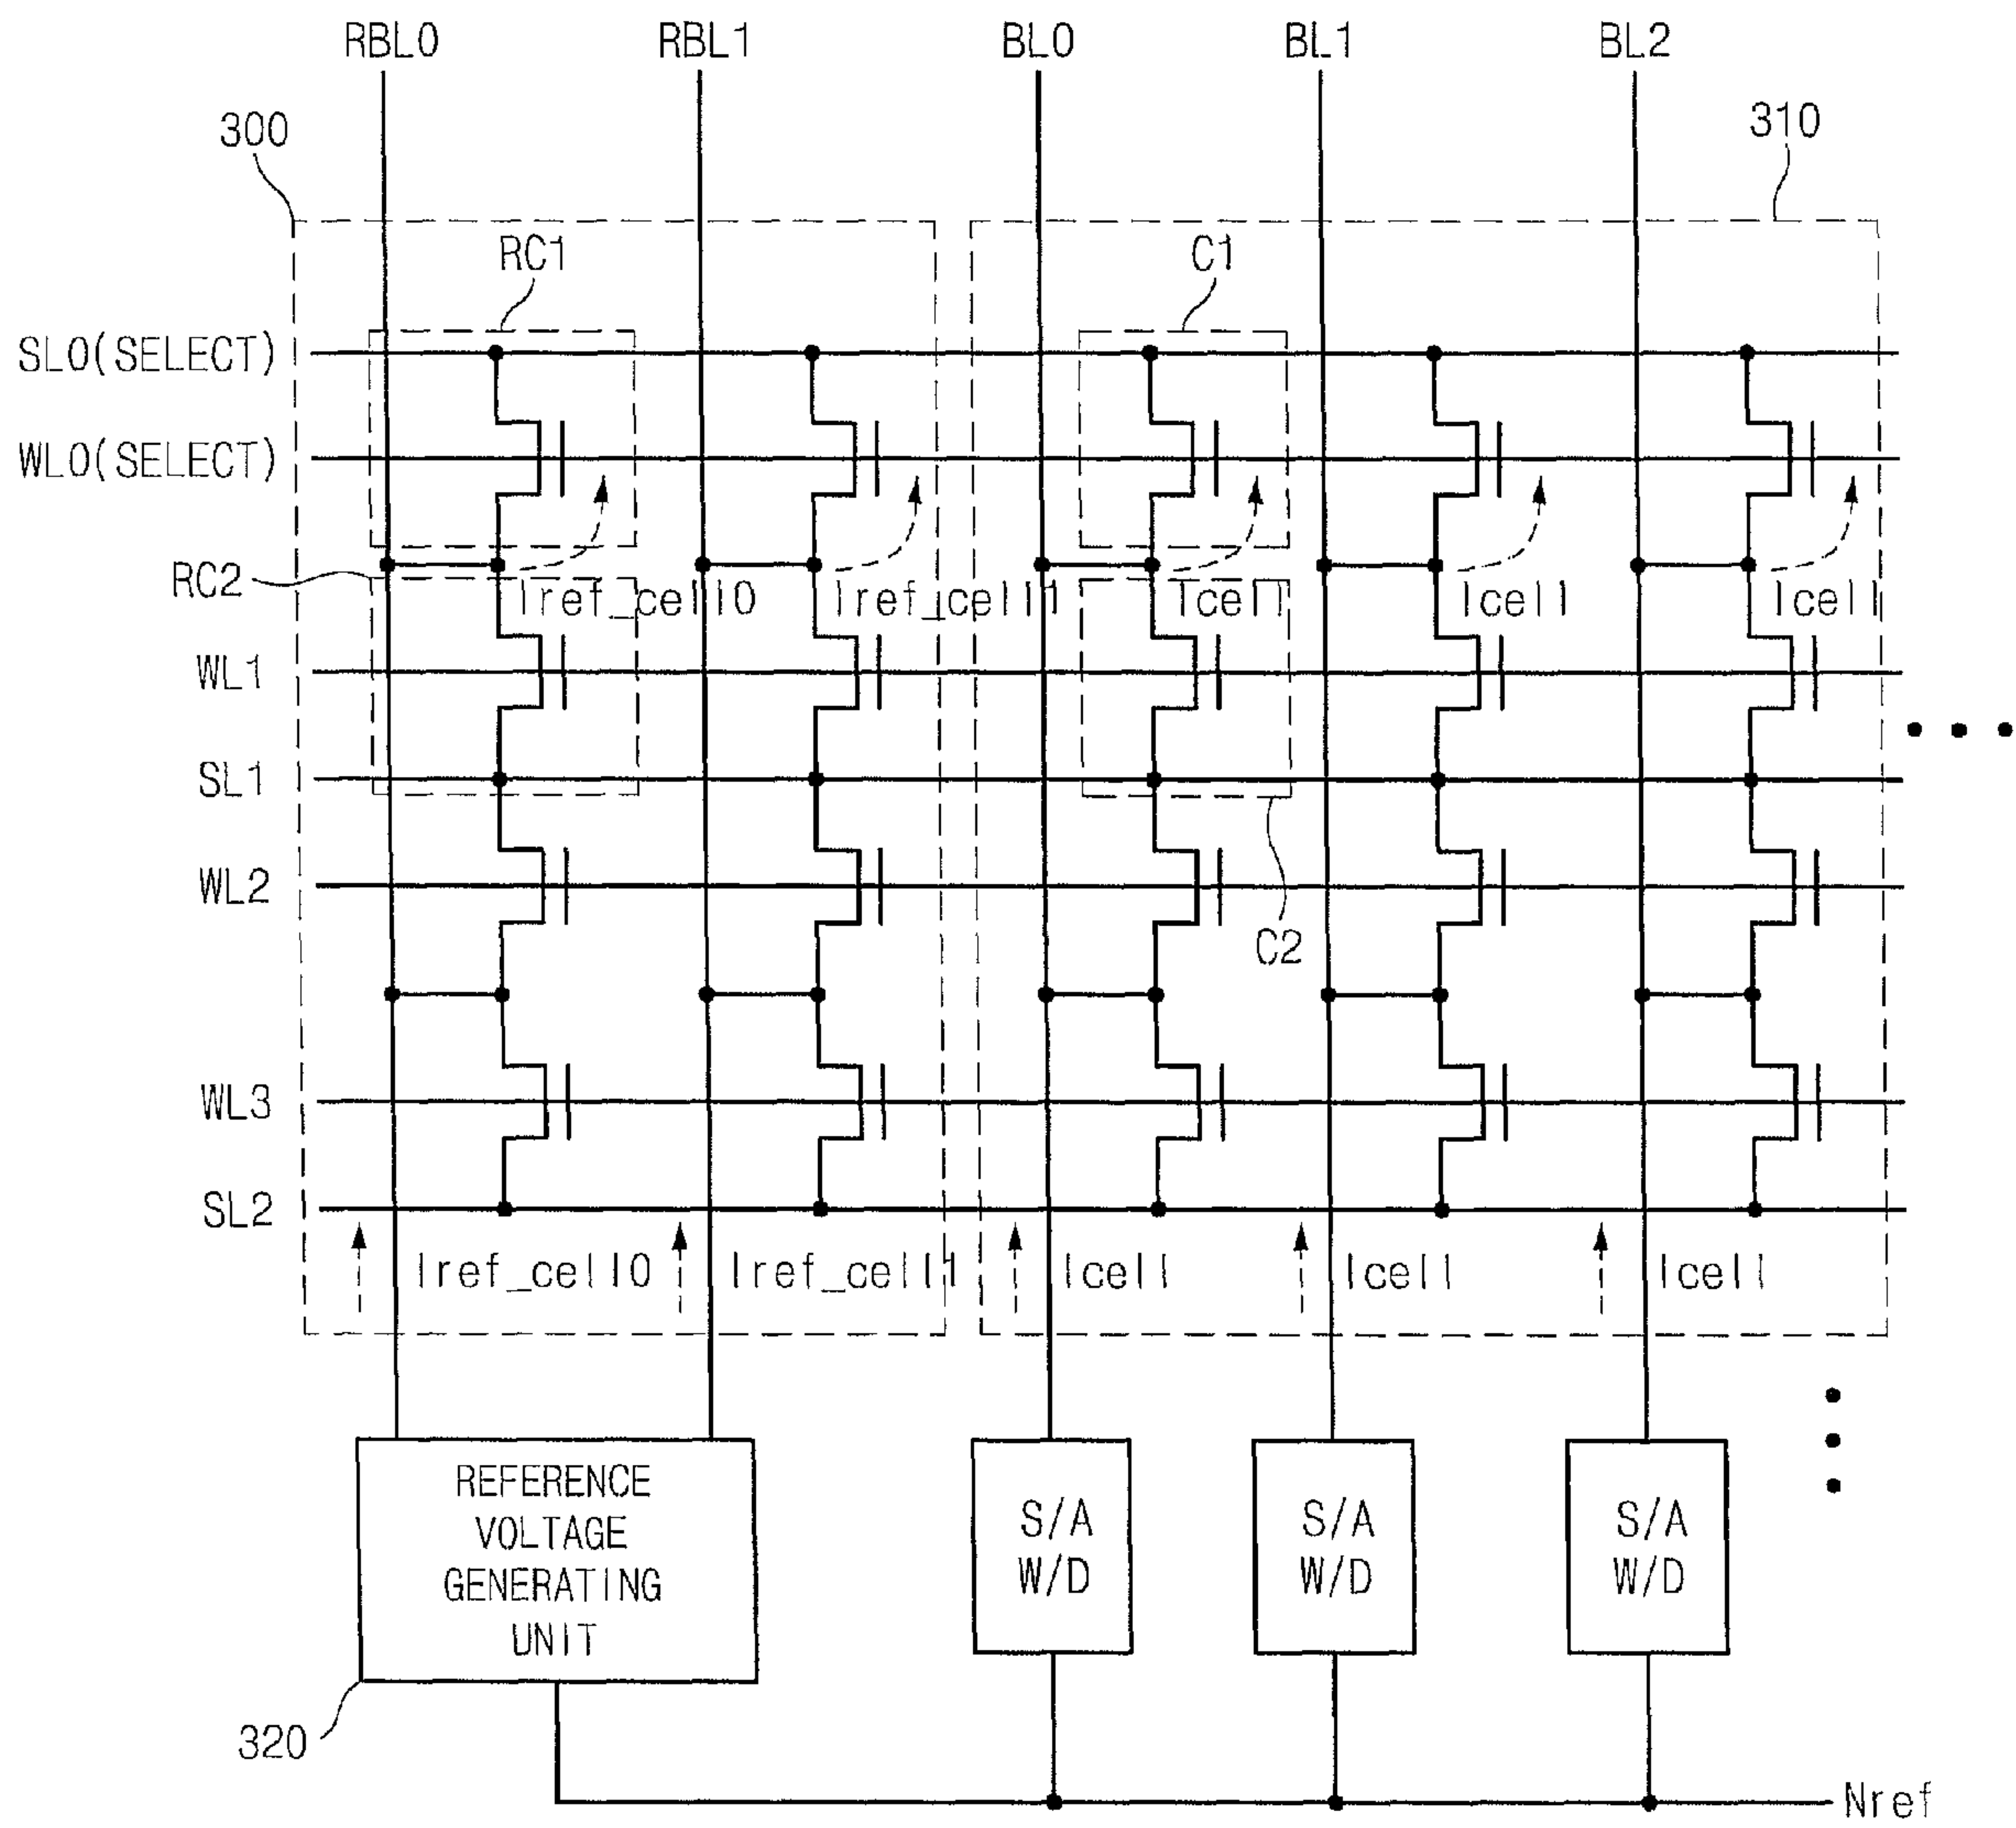 RBL0 RBL1 BL0 BL1 BL2
300 310
RC1 C1
SL0(SELECT)
WL0(SELECT)
RC2 Iref_cell0 Iref_cell1 Icell Icell Icell
WL1
SL1
WL2
C2
WL3
SL2
Iref_cell0 Iref_cell1 Icell Icell Icell
REFERENCE
VOLTAGE
GENERATING
UNIT
S/A
W/D
S/A
W/D
S/A
W/D
320
Nref